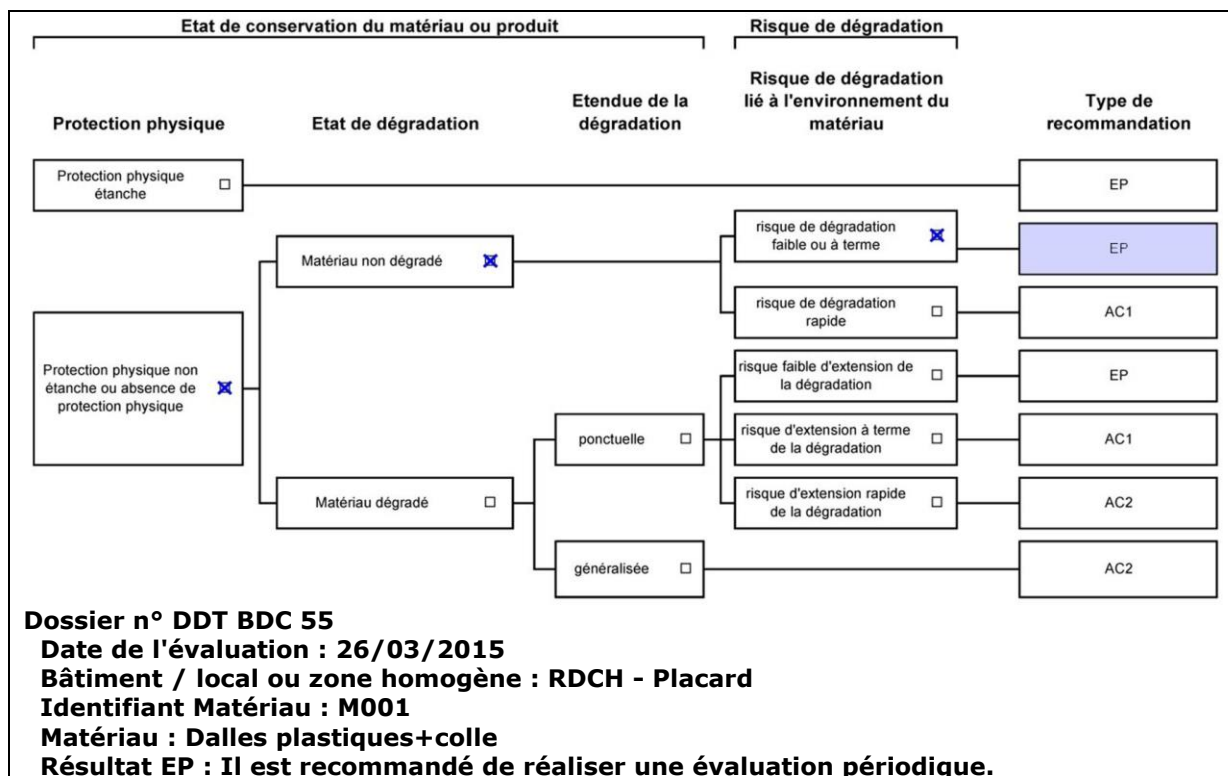 Etat de conservation du matériau ou produit
Risque de dégradation
Protection physique
Etat de dégradation
Etendue de la
dégradation
Risque de dégradation
lié à l'environnement du
matériau
Type de
recommandation
Protection physique
étanche
EP
Protection physique non
étanche ou absence de
protection physique
Matériau non dégradé
risque de dégradation
faible ou à terme
EP
risque de dégradation
rapide
AC1
Matériau dégradé
ponctuelle
risque faible d'extension de
la dégradation
EP
risque d'extension à terme
de la dégradation
AC1
risque d'extension rapide
de la dégradation
AC2
généralisée
AC2
Dossier n° DDT BDC 55
Date de l'évaluation : 26/03/2015
Bâtiment / local ou zone homogène : RDCH - Placard
Identifiant Matériau : M001
Matériau : Dalles plastiques+colle
Résultat EP : Il est recommandé de réaliser une évaluation périodique.